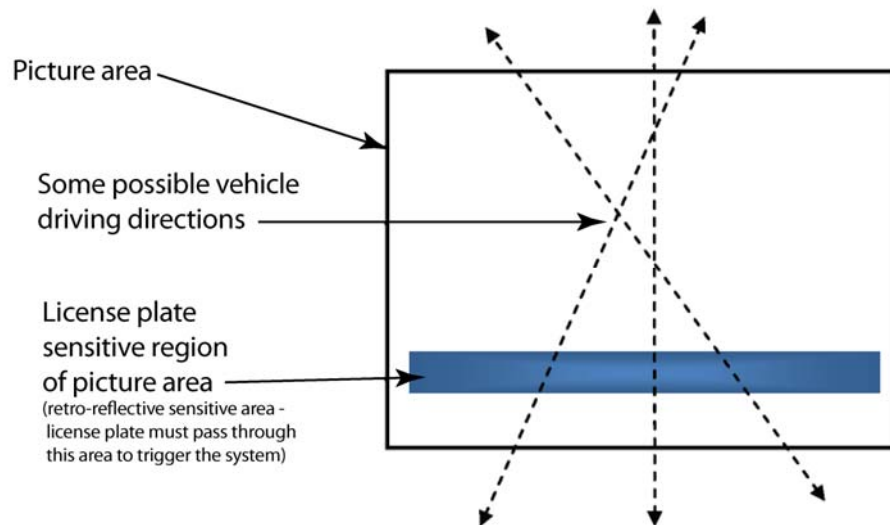 Picture area
Some possible vehicle
driving directions
License plate
sensitive region
of picture area
(retro-reflective sensitive area -
license plate must pass through
this area to trigger the system)